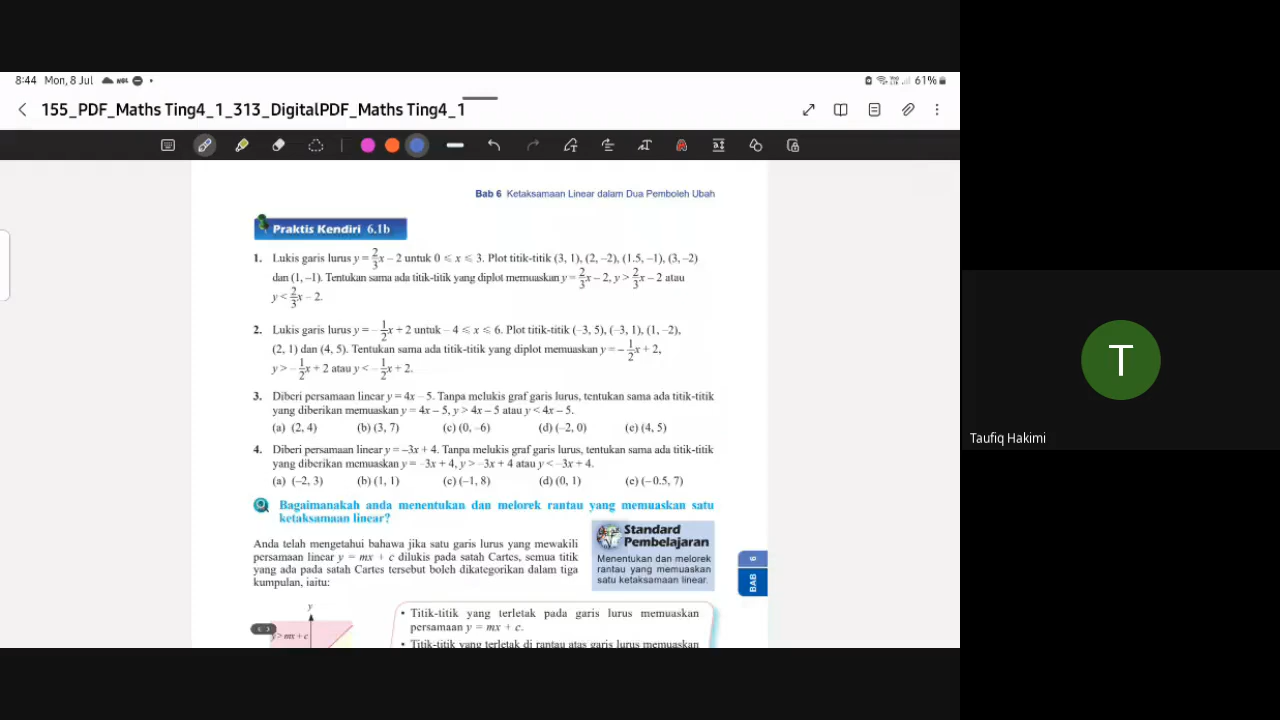 8:44 Mon, 8 Jul 61%
155_PDF_Maths Ting4_1_313_DigitalPDF_Maths Ting4_1
Bab 6 Ketaksamaan Linear dalam Dua Pemboleh Ubah
Praktis Kendiri 6.1b
1. Lukis garis lurus y = 2/3x – 2 untuk 0 ⩽ x ⩽ 3. Plot titik-titik (3, 1), (2, –2), (1.5, –1), (3, –2)
dan (1, –1). Tentukan sama ada titik-titik yang diplot memuaskan y = 2/3x – 2, y > 2/3x – 2 atau
y < 2/3x – 2.
2. Lukis garis lurus y = –1/2x + 2 untuk – 4 ⩽ x ⩽ 6. Plot titik-titik (–3, 5), (–3, 1), (1, –2),
(2, 1) dan (4, 5). Tentukan sama ada titik-titik yang diplot memuaskan y = –1/2x + 2,
y > –1/2x + 2 atau y < –1/2x + 2.
3. Diberi persamaan linear y = 4x – 5. Tanpa melukis graf garis lurus, tentukan sama ada titik-titik
yang diberikan memuaskan y = 4x – 5, y > 4x – 5 atau y < 4x – 5.
(a) (2, 4) (b) (3, 7) (c) (0, –6) (d) (–2, 0) (e) (4, 5)
4. Diberi persamaan linear y = –3x + 4. Tanpa melukis graf garis lurus, tentukan sama ada titik-titik
yang diberikan memuaskan y = –3x + 4, y > –3x + 4 atau y < –3x + 4.
(a) (–2, 3) (b) (1, 1) (c) (–1, 8) (d) (0, 1) (e) (–0.5, 7)
Bagaimanakah anda menentukan dan melorek rantau yang memuaskan satu
ketaksamaan linear?
Anda telah mengetahui bahawa jika satu garis lurus yang mewakili
persamaan linear y = mx + c dilukis pada satah Cartes, semua titik
yang ada pada satah Cartes tersebut boleh dikategorikan dalam tiga
kumpulan, iaitu:
Standard
Pembelajaran
Menentukan dan melorek
rantau yang memuaskan
satu ketaksamaan linear.
BAB 6
y
y > mx + c
• Titik-titik yang terletak pada garis lurus memuaskan
persamaan y = mx + c.
• Titik-titik yang terletak di rantau atas garis lurus memuaskan
T
Taufiq Hakimi